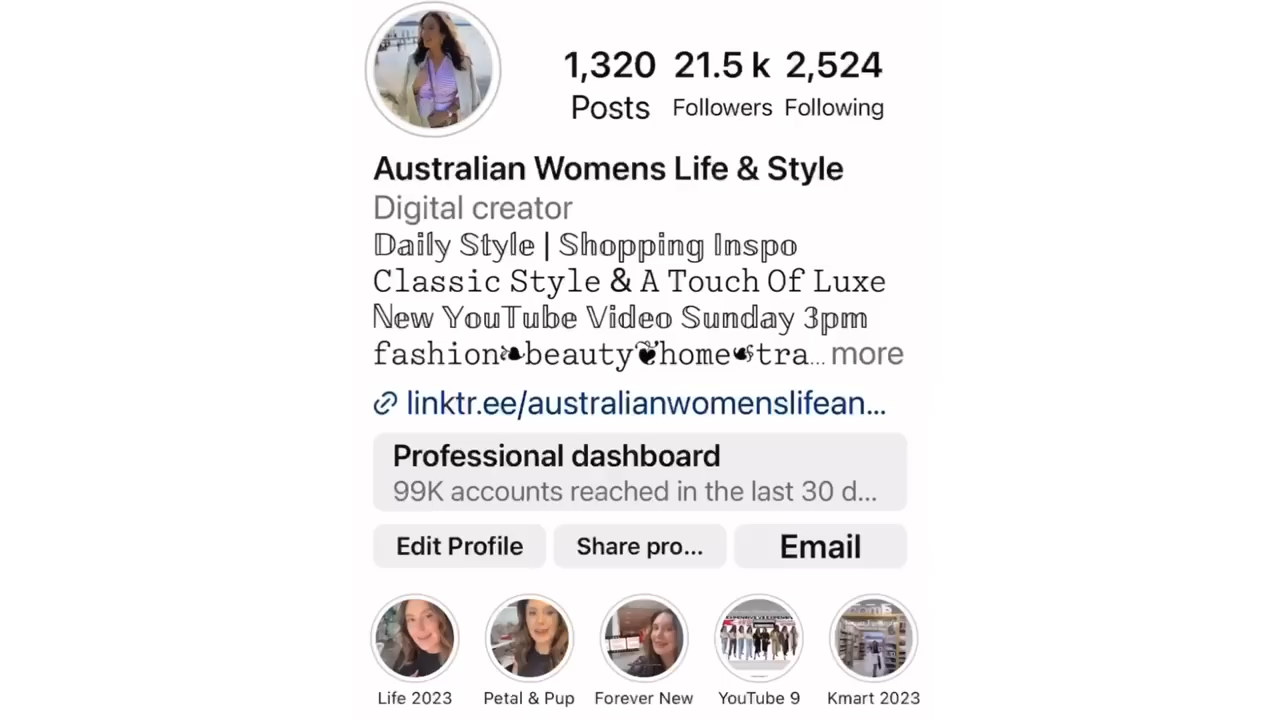 1,320 21.5 k 2,524
Posts Followers Following
Australian Womens Life & Style
Digital creator
𝔻𝕒𝕚𝕝𝕪 𝕊𝕥𝕪𝕝𝕖 | 𝕊𝕙𝕠𝕡𝕡𝕚𝕟𝕘 𝕀𝕟𝕤𝕡𝕠
𝙲𝚕𝚊𝚜𝚜𝚒𝚌 𝚂𝚝𝚢𝚕𝚎 & 𝙰 𝚃𝚘𝚞𝚌𝚑 𝙾𝚏 𝙻𝚞𝚡𝚎
ℕ𝕖𝕨 𝕐𝕠𝕦𝕋𝕦𝕓𝕖 𝕍𝕚𝕕𝕖𝕠 𝕊𝕦𝕟𝕕𝕒𝕪 𝟛𝕡𝕞
𝚏𝚊𝚜𝚑𝚒𝚘𝚗❧𝚋𝚎𝚊𝚞𝚝𝚢❦𝚑𝚘𝚖𝚎☙𝚝𝚛𝚊... more
linktr.ee/australianwomenslifean...
Professional dashboard
99K accounts reached in the last 30 d...
Edit Profile Share pro... Email
Life 2023 Petal & Pup Forever New YouTube 9 Kmart 2023